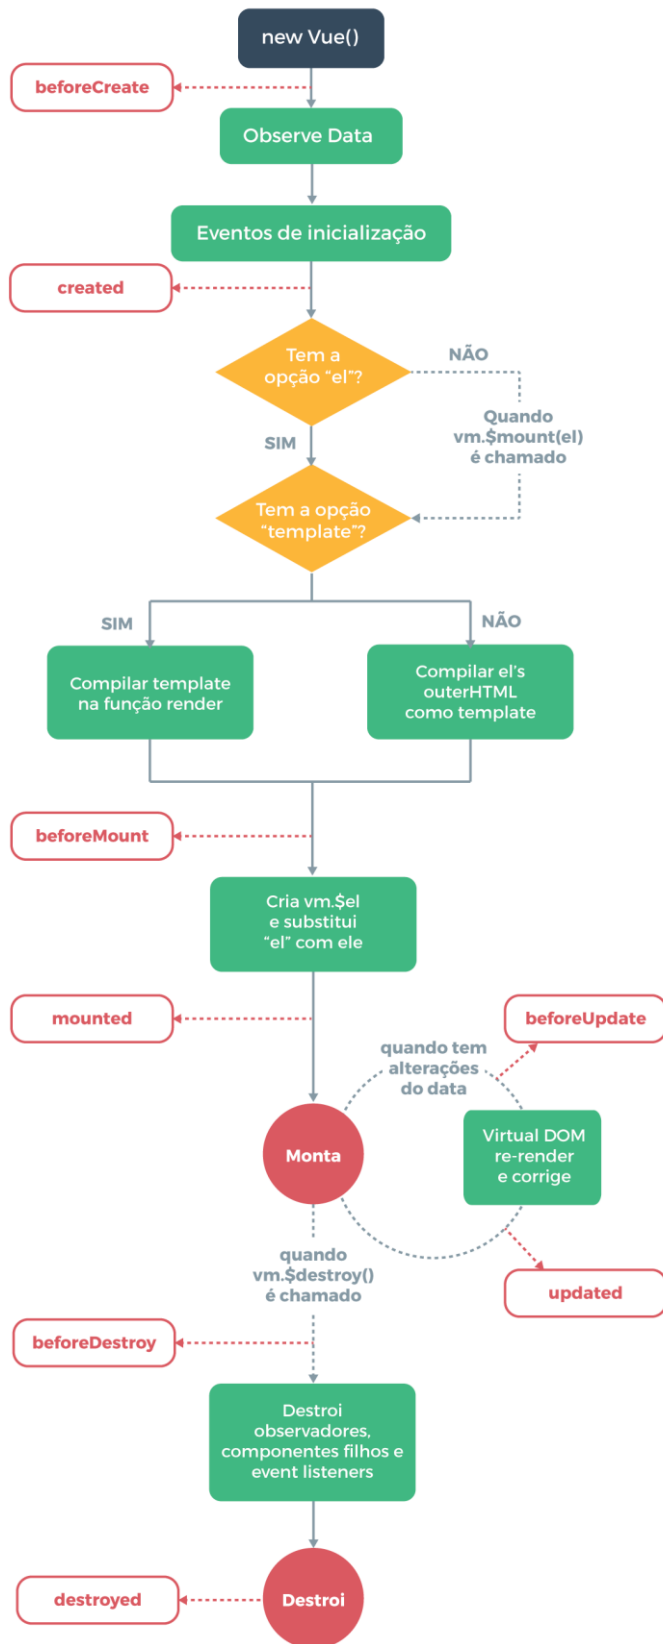 new Vue()
beforeCreate
Observe Data
Eventos de inicialização
created
Tem a
opção “el”?
NÃO
Quando
vm.$mount(el)
é chamado
SIM
Tem a opção
“template”?
SIM
NÃO
Compilar template
na função render
Compilar el’s
outerHTML
como template
beforeMount
Cria vm.$el
e substitui
“el” com ele
mounted
beforeUpdate
quando tem
alterações
do data
Virtual DOM
re-render
e corrige
Monta
quando
vm.$destroy()
é chamado
updated
beforeDestroy
Destroi
observadores,
componentes filhos e
event listeners
destroyed
Destroi